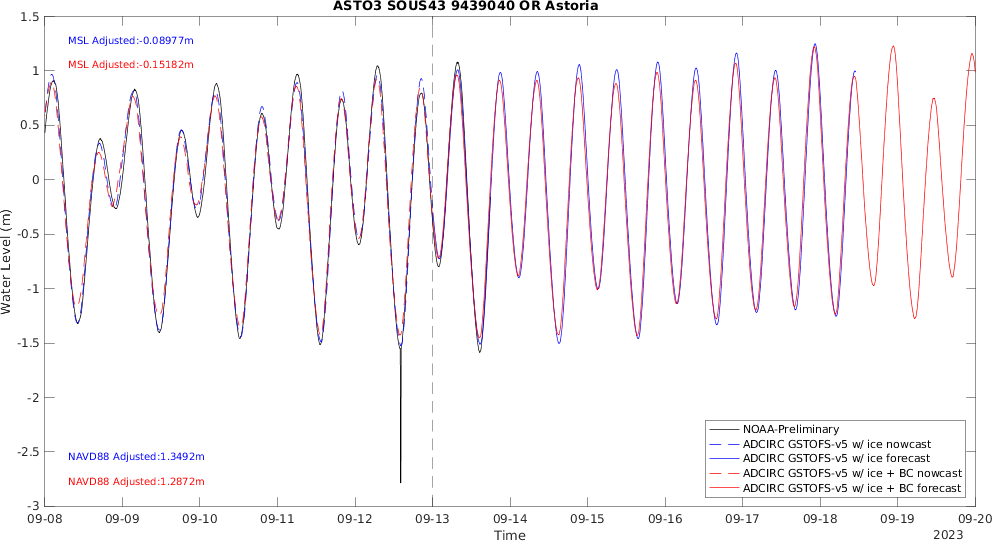 ASTO3 SOUS43 9439040 OR Astoria
MSL Adjusted:-0.08977m
MSL Adjusted:-0.15182m
1.5
1
0.5
0
-0.5
-1
-1.5
-2
-2.5
-3
Water Level (m)
NAVD88 Adjusted:1.3492m
NAVD88 Adjusted:1.2872m
NOAA-Preliminary
ADCIRC GSTOFS-v5 w/ ice nowcast
ADCIRC GSTOFS-v5 w/ ice forecast
ADCIRC GSTOFS-v5 w/ ice + BC nowcast
ADCIRC GSTOFS-v5 w/ ice + BC forecast
09-08 09-09 09-10 09-11 09-12 09-13 09-14 09-15 09-16 09-17 09-18 09-19 09-20
Time
2023